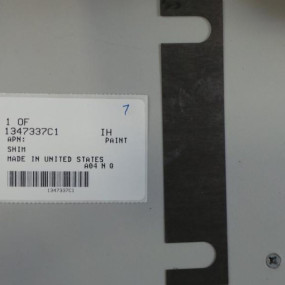 7
1 OF
1347337C1 IH
APN: PAINT
SHIM
MADE IN UNITED STATES
A04 N 0
1347337C1